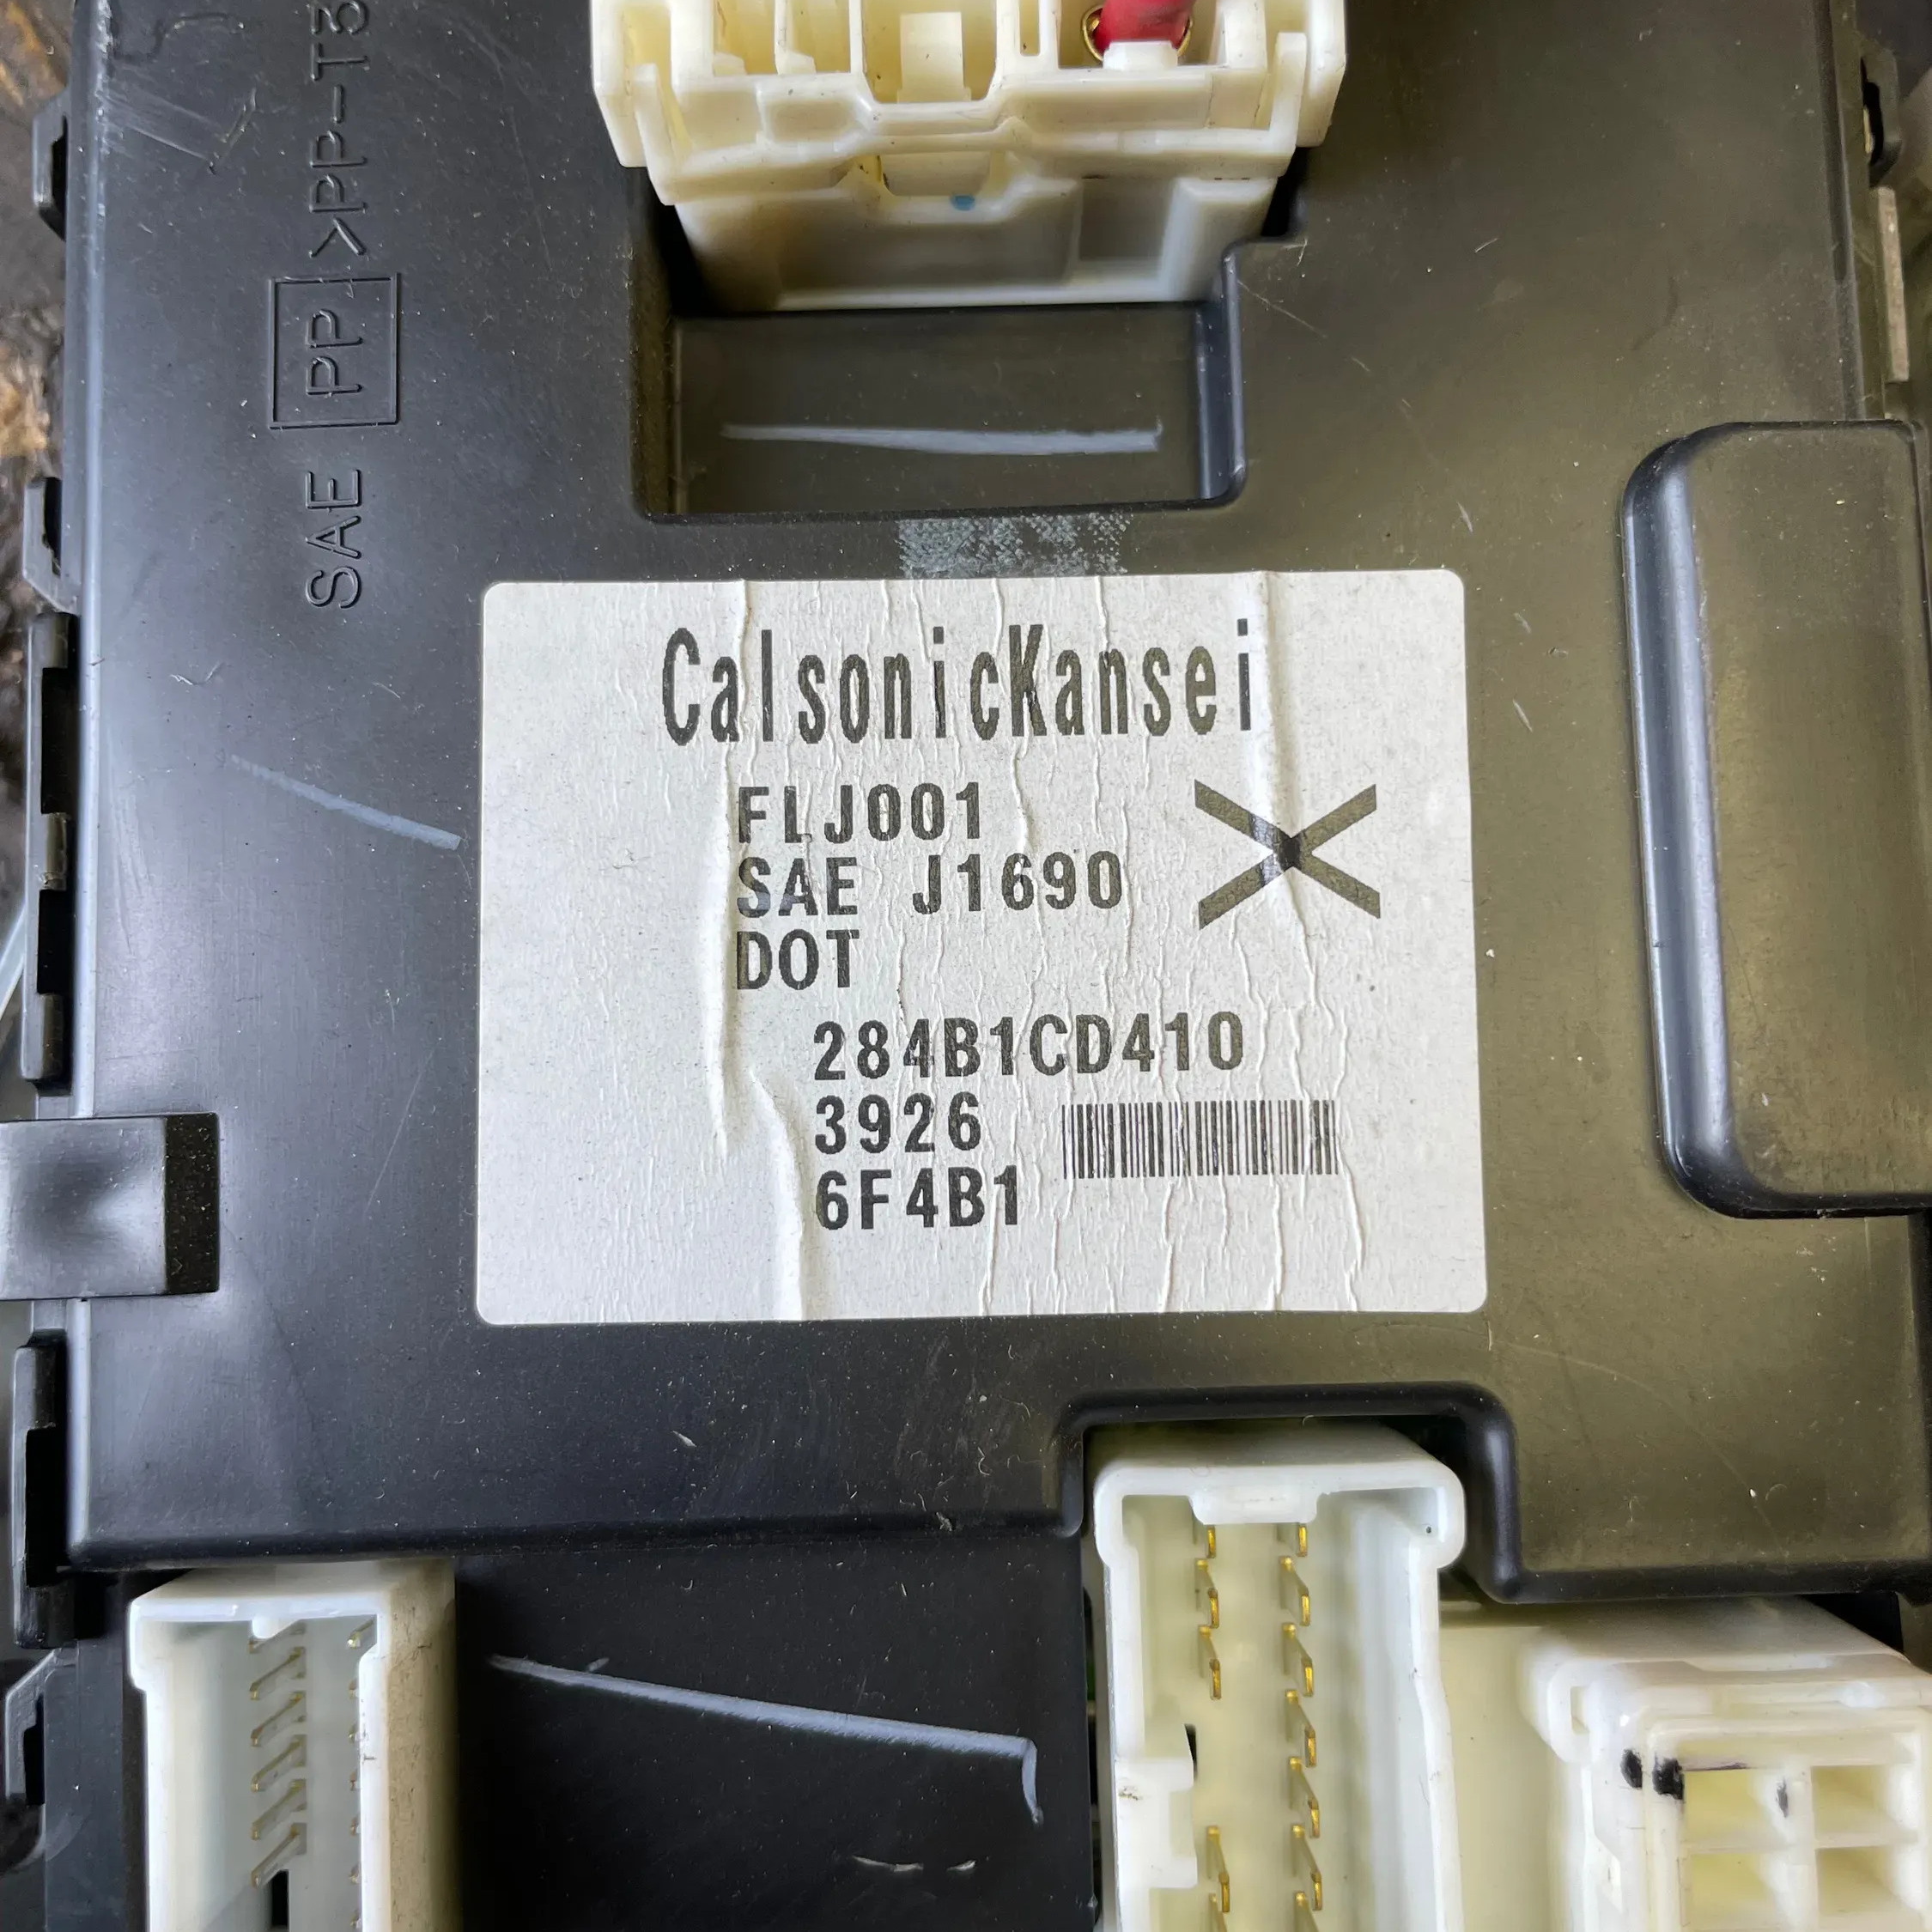 SAE PP >PP-T3
CalsonicKansei
FLJ001
SAE J1690
DOT
284B1CD410
3926
6F4B1